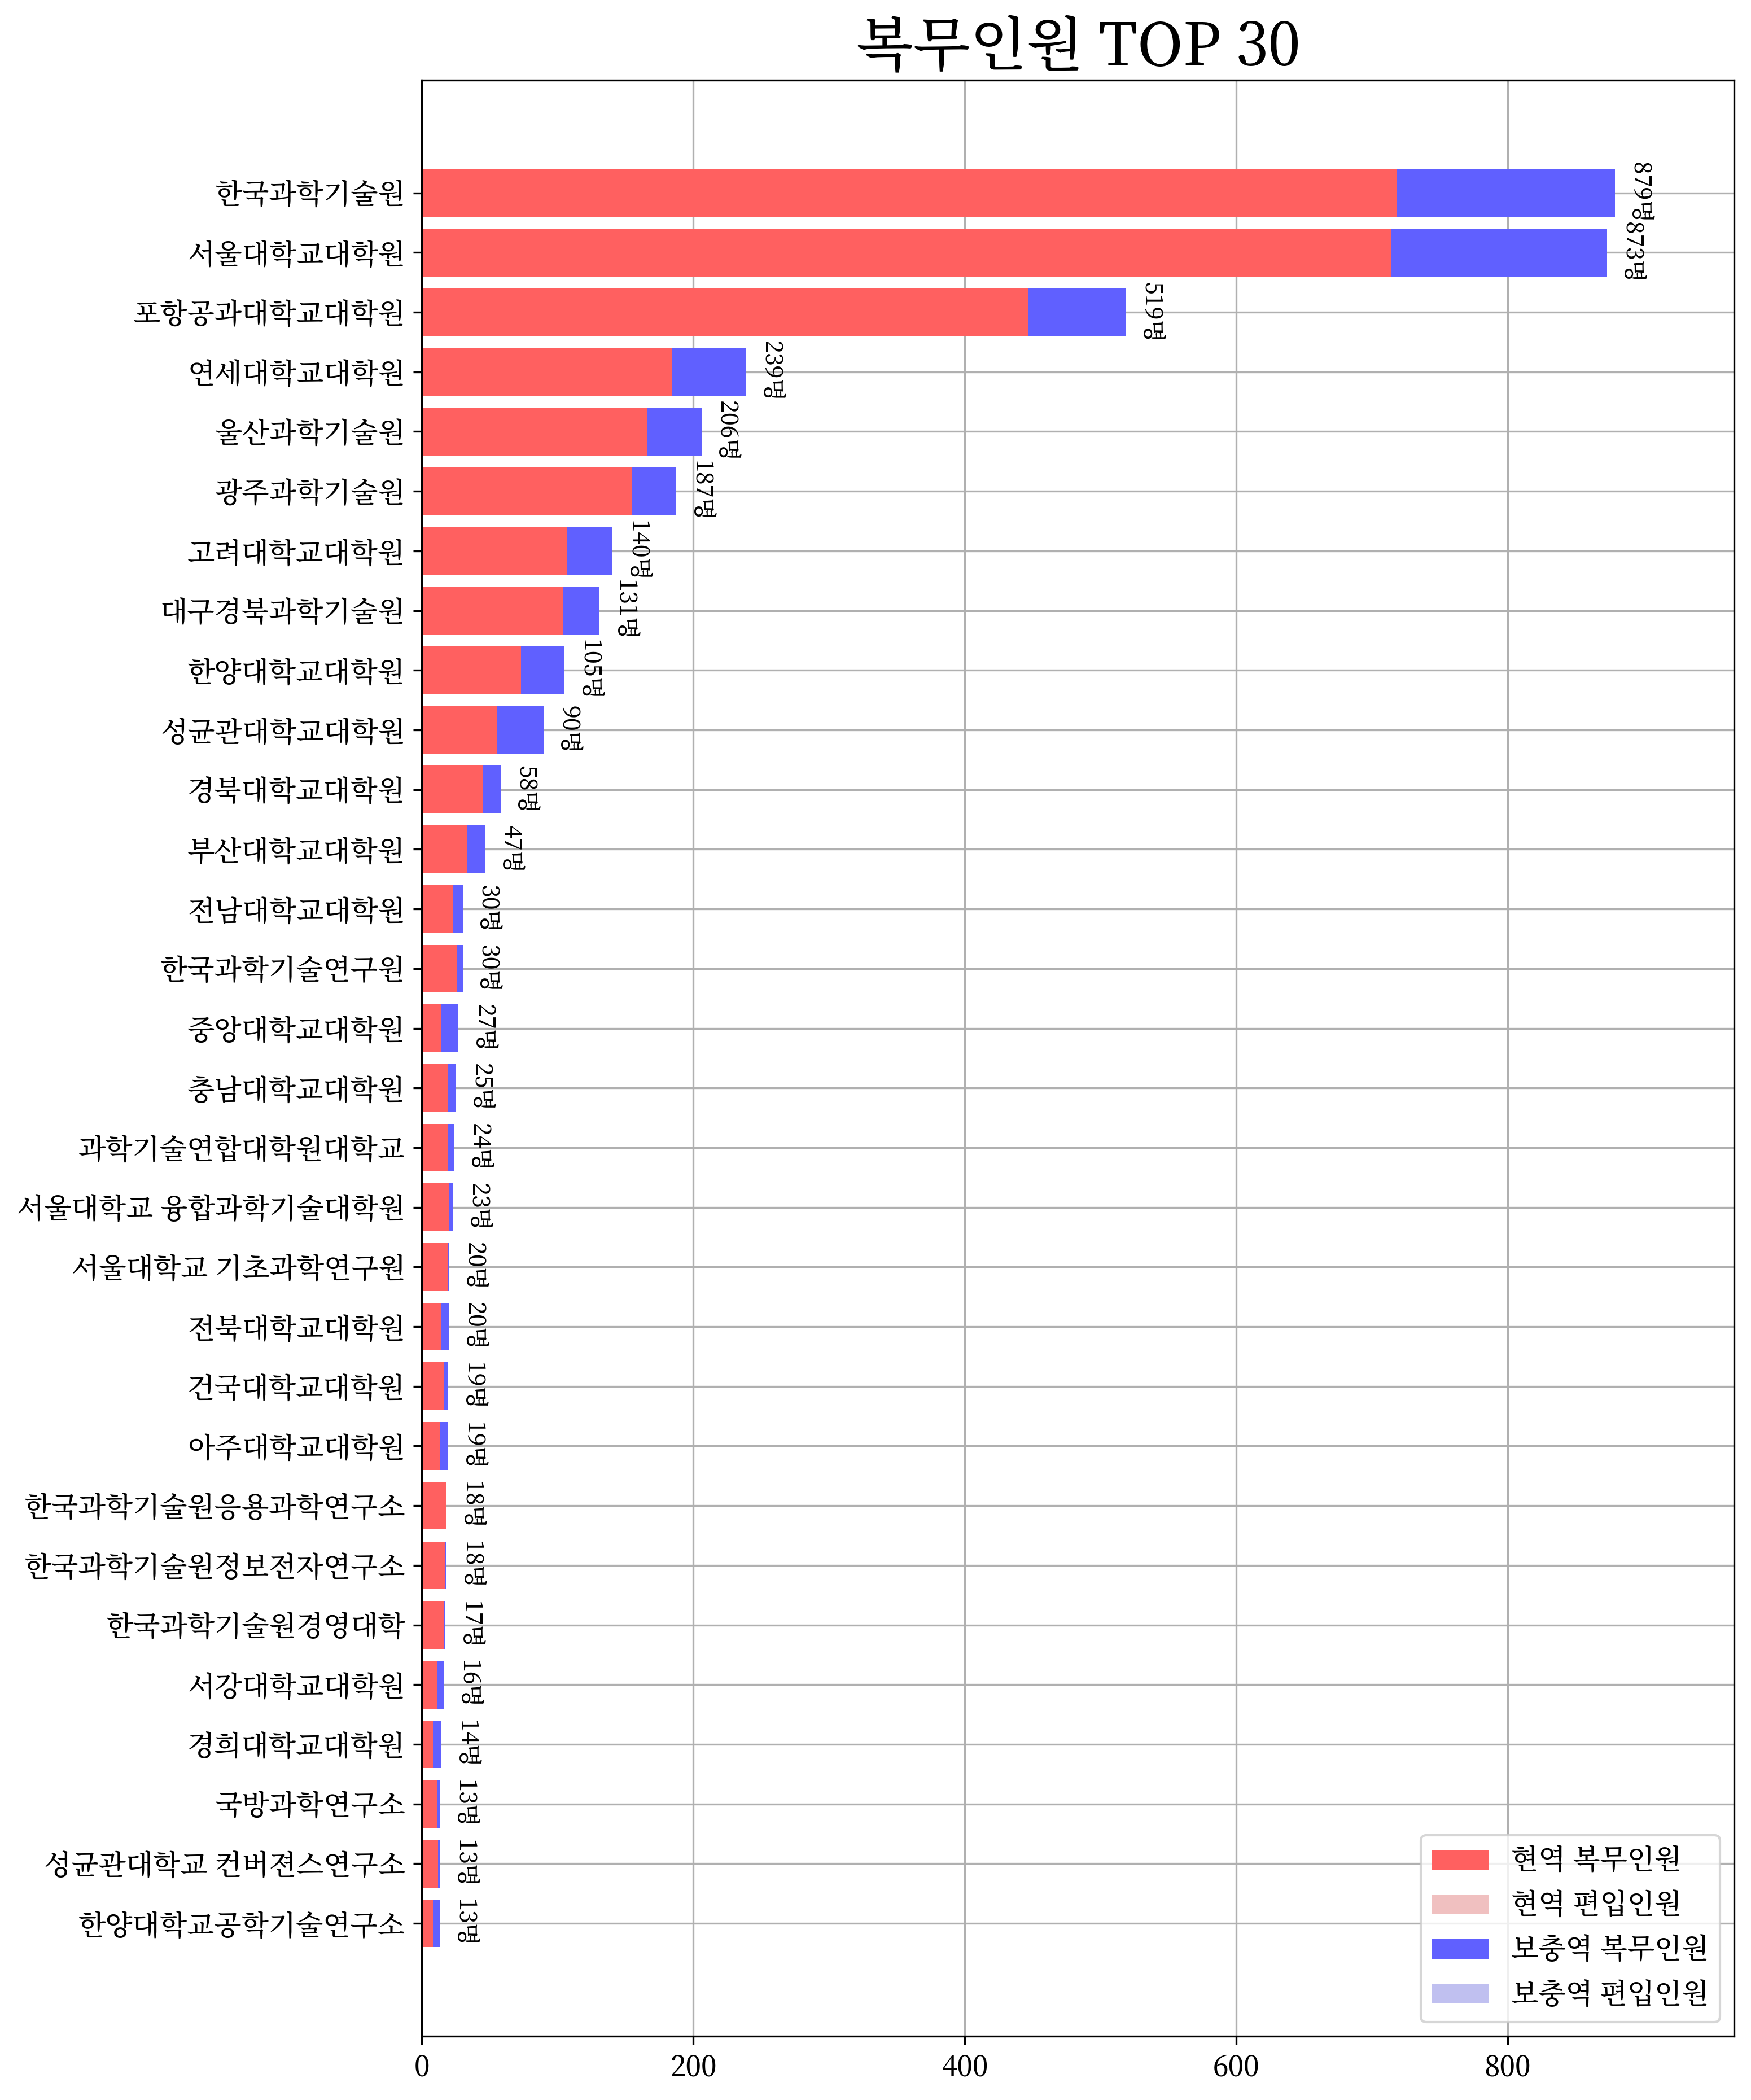 복무인원 TOP 30
한국과학기술원 879명
서울대학교대학원 873명
포항공과대학교대학원 519명
연세대학교대학원 239명
울산과학기술원 206명
광주과학기술원 187명
고려대학교대학원 140명
대구경북과학기술원 131명
한양대학교대학원 105명
성균관대학교대학원 90명
경북대학교대학원 58명
부산대학교대학원 47명
전남대학교대학원 30명
한국과학기술연구원 30명
중앙대학교대학원 27명
충남대학교대학원 25명
과학기술연합대학원대학교 24명
서울대학교 융합과학기술대학원 23명
서울대학교 기초과학연구원 20명
전북대학교대학원 20명
건국대학교대학원 19명
아주대학교대학원 19명
한국과학기술원응용과학연구소 18명
한국과학기술원정보전자연구소 18명
한국과학기술원경영대학 17명
서강대학교대학원 16명
경희대학교대학원 14명
국방과학연구소 13명
성균관대학교 컨버젼스연구소 13명
한양대학교공학기술연구소 13명
현역 복무인원
현역 편입인원
보충역 복무인원
보충역 편입인원
0 200 400 600 800